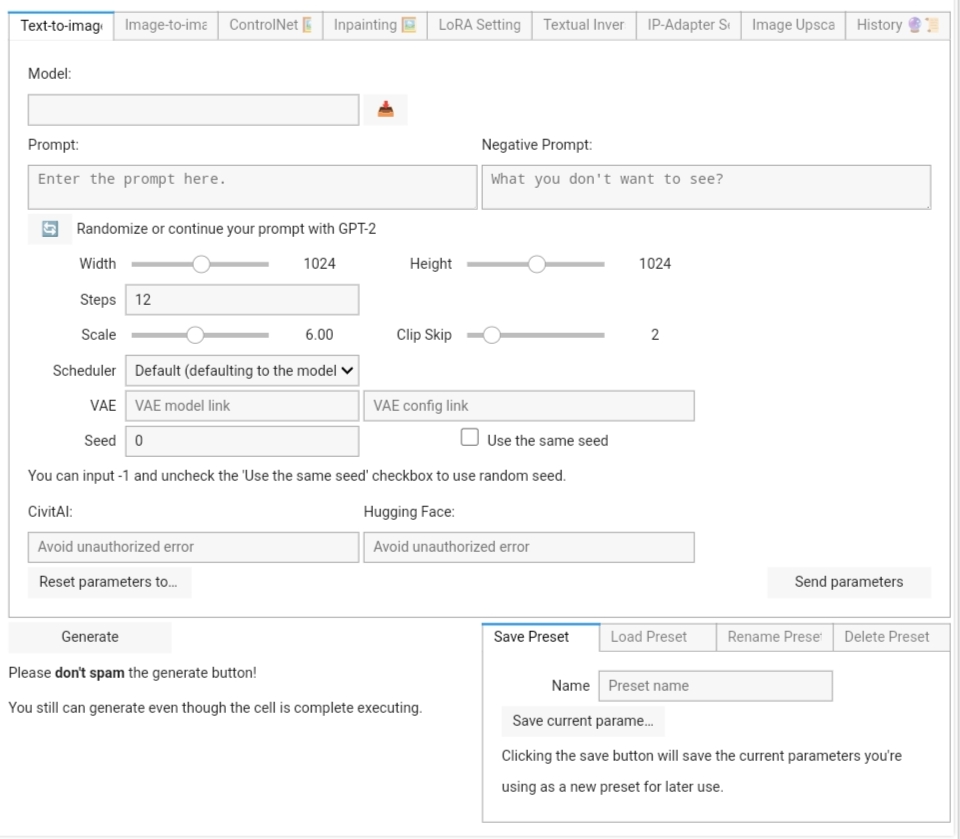 Text-to-imag Image-to-ima ControlNet Inpainting LoRA Setting Textual Inver IP-Adapter S Image Upsca History
Model:
Prompt: Negative Prompt:
Enter the prompt here. What you don't want to see?
Randomize or continue your prompt with GPT-2
Width 1024 Height 1024
Steps 12
Scale 6.00 Clip Skip 2
Scheduler Default (defaulting to the model
VAE VAE model link VAE config link
Seed 0 Use the same seed
You can input -1 and uncheck the 'Use the same seed' checkbox to use random seed.
CivitAI: Hugging Face:
Avoid unauthorized error Avoid unauthorized error
Reset parameters to… Send parameters
Generate
Please don't spam the generate button!
You still can generate even though the cell is complete executing.
Save Preset Load Preset Rename Prese Delete Preset
Name Preset name
Save current parame…
Clicking the save button will save the current parameters you're
using as a new preset for later use.